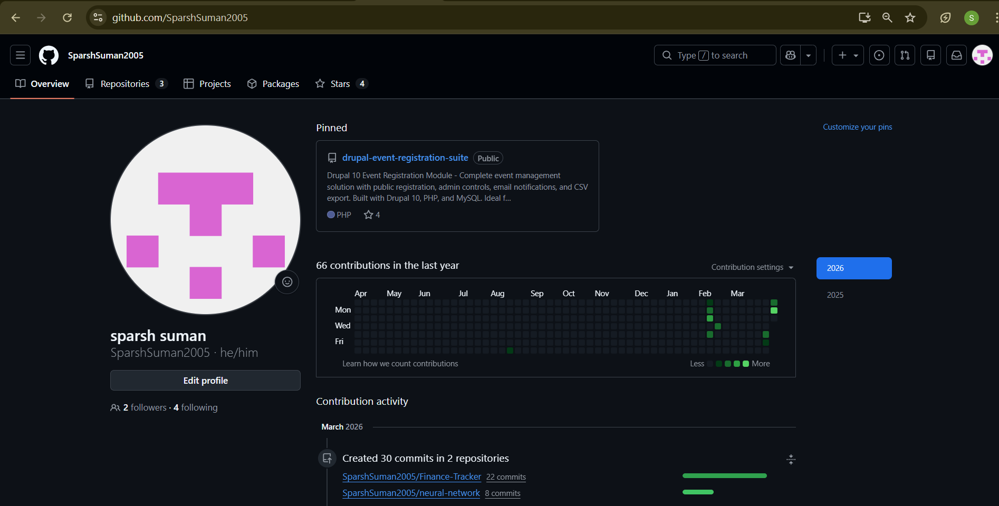 github.com/SparshSuman2005
S
SparshSuman2005
Type / to search
Overview
Repositories 3
Projects
Packages
Stars 4
Pinned
Customize your pins
drupal-event-registration-suite Public
Drupal 10 Event Registration Module - Complete event management
solution with public registration, admin controls, email notifications, and CSV
export. Built with Drupal 10, PHP, and MySQL. Ideal f...
PHP 4
sparsh suman
SparshSuman2005 · he/him
Edit profile
2 followers · 4 following
66 contributions in the last year
Contribution settings
2026
2025
Apr May Jun Jul Aug Sep Oct Nov Dec Jan Feb Mar
Mon
Wed
Fri
Learn how we count contributions
Less More
Contribution activity
March 2026
Created 30 commits in 2 repositories
SparshSuman2005/Finance-Tracker 22 commits
SparshSuman2005/neural-network 8 commits